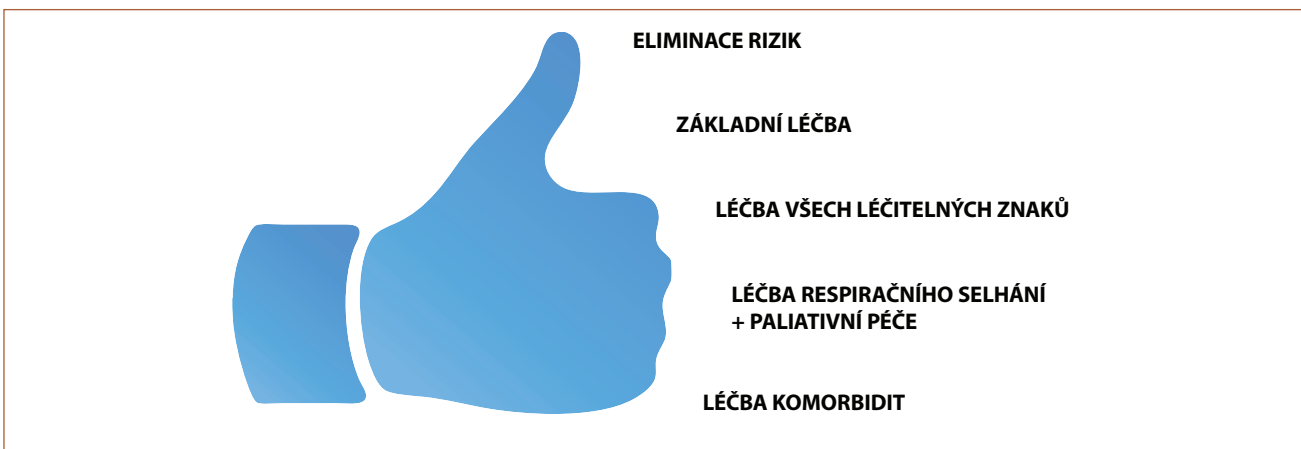 ELIMINACE RIZIK
ZÁKLADNÍ LÉČBA
LÉČBA VŠECH LÉČITELNÝCH ZNAKŮ
LÉČBA RESPIRAČNÍHO SELHÁNÍ
+ PALIATIVNÍ PÉČE
LÉČBA KOMORBIDIT